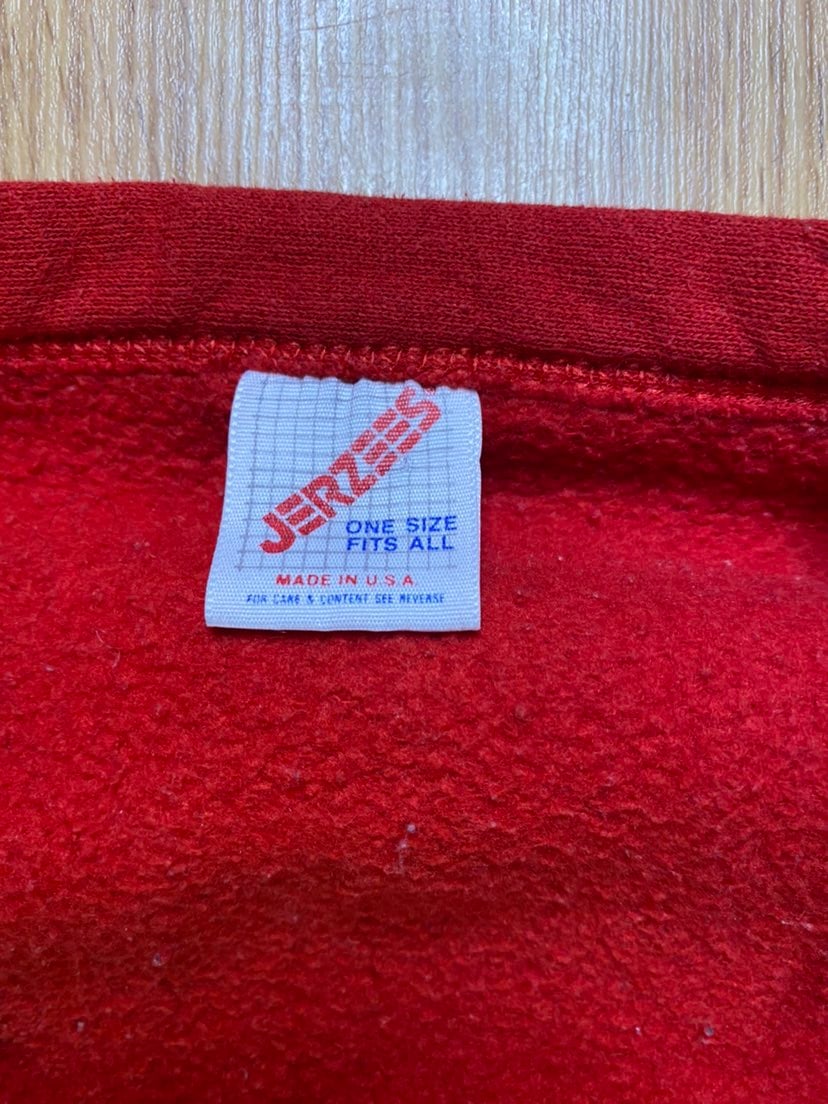 JERZEES
ONE SIZE
FITS ALL
MADE IN U.S.A
FOR CARE & CONTENT SEE REVERSE